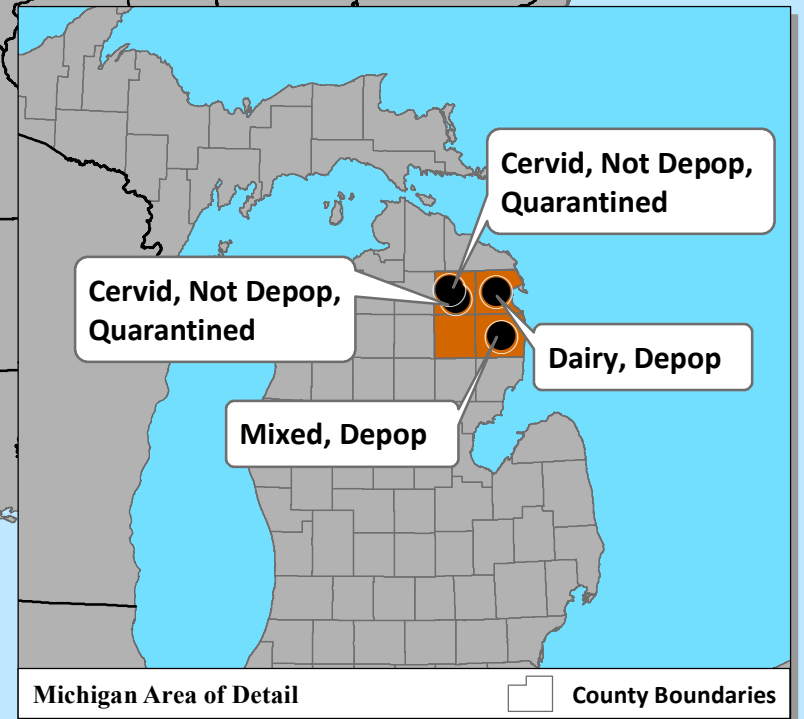 Cervid, Not Depop,
Quarantined
Cervid, Not Depop,
Quarantined
Dairy, Depop
Mixed, Depop
Michigan Area of Detail
County Boundaries